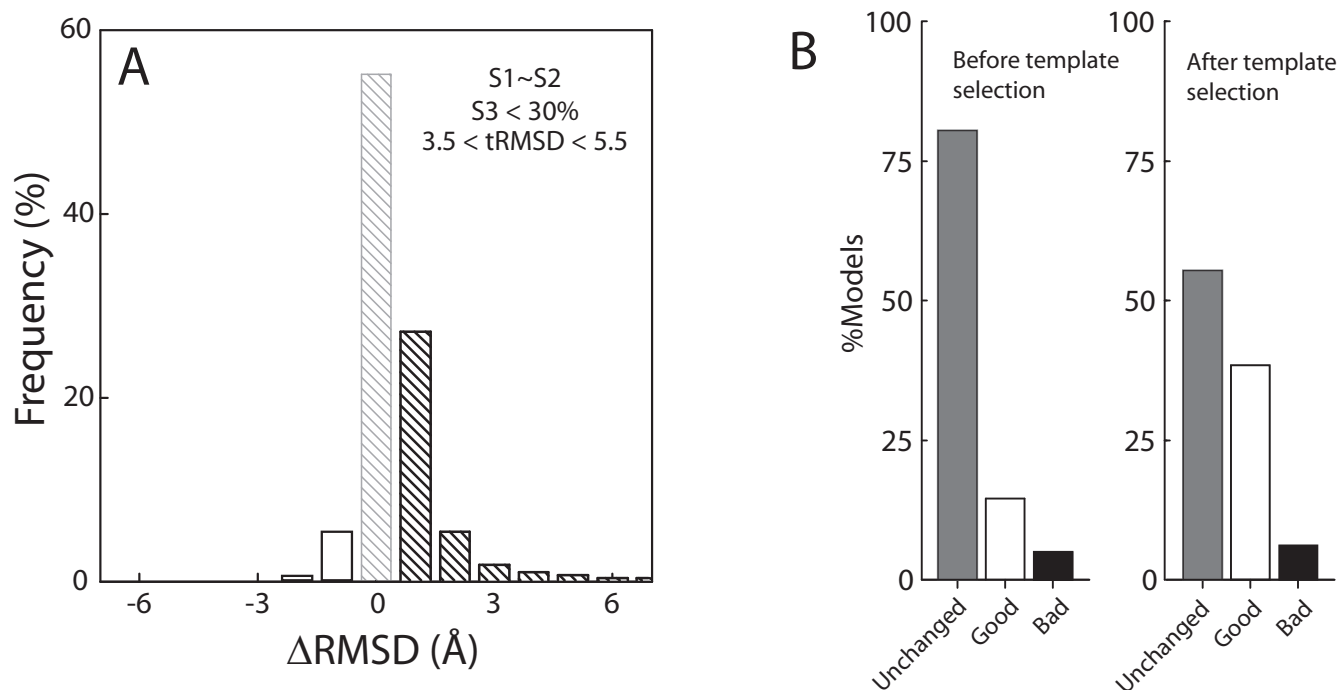 A
S1~S2
S3 < 30%
3.5 < tRMSD < 5.5
Frequency (%)
60
40
20
0
-6
-3
0
3
6
ΔRMSD (Å)
B
%Models
100
75
50
25
0
Before template
selection
Unchanged
Good
Bad
100
75
50
25
0
After template
selection
Unchanged
Good
Bad